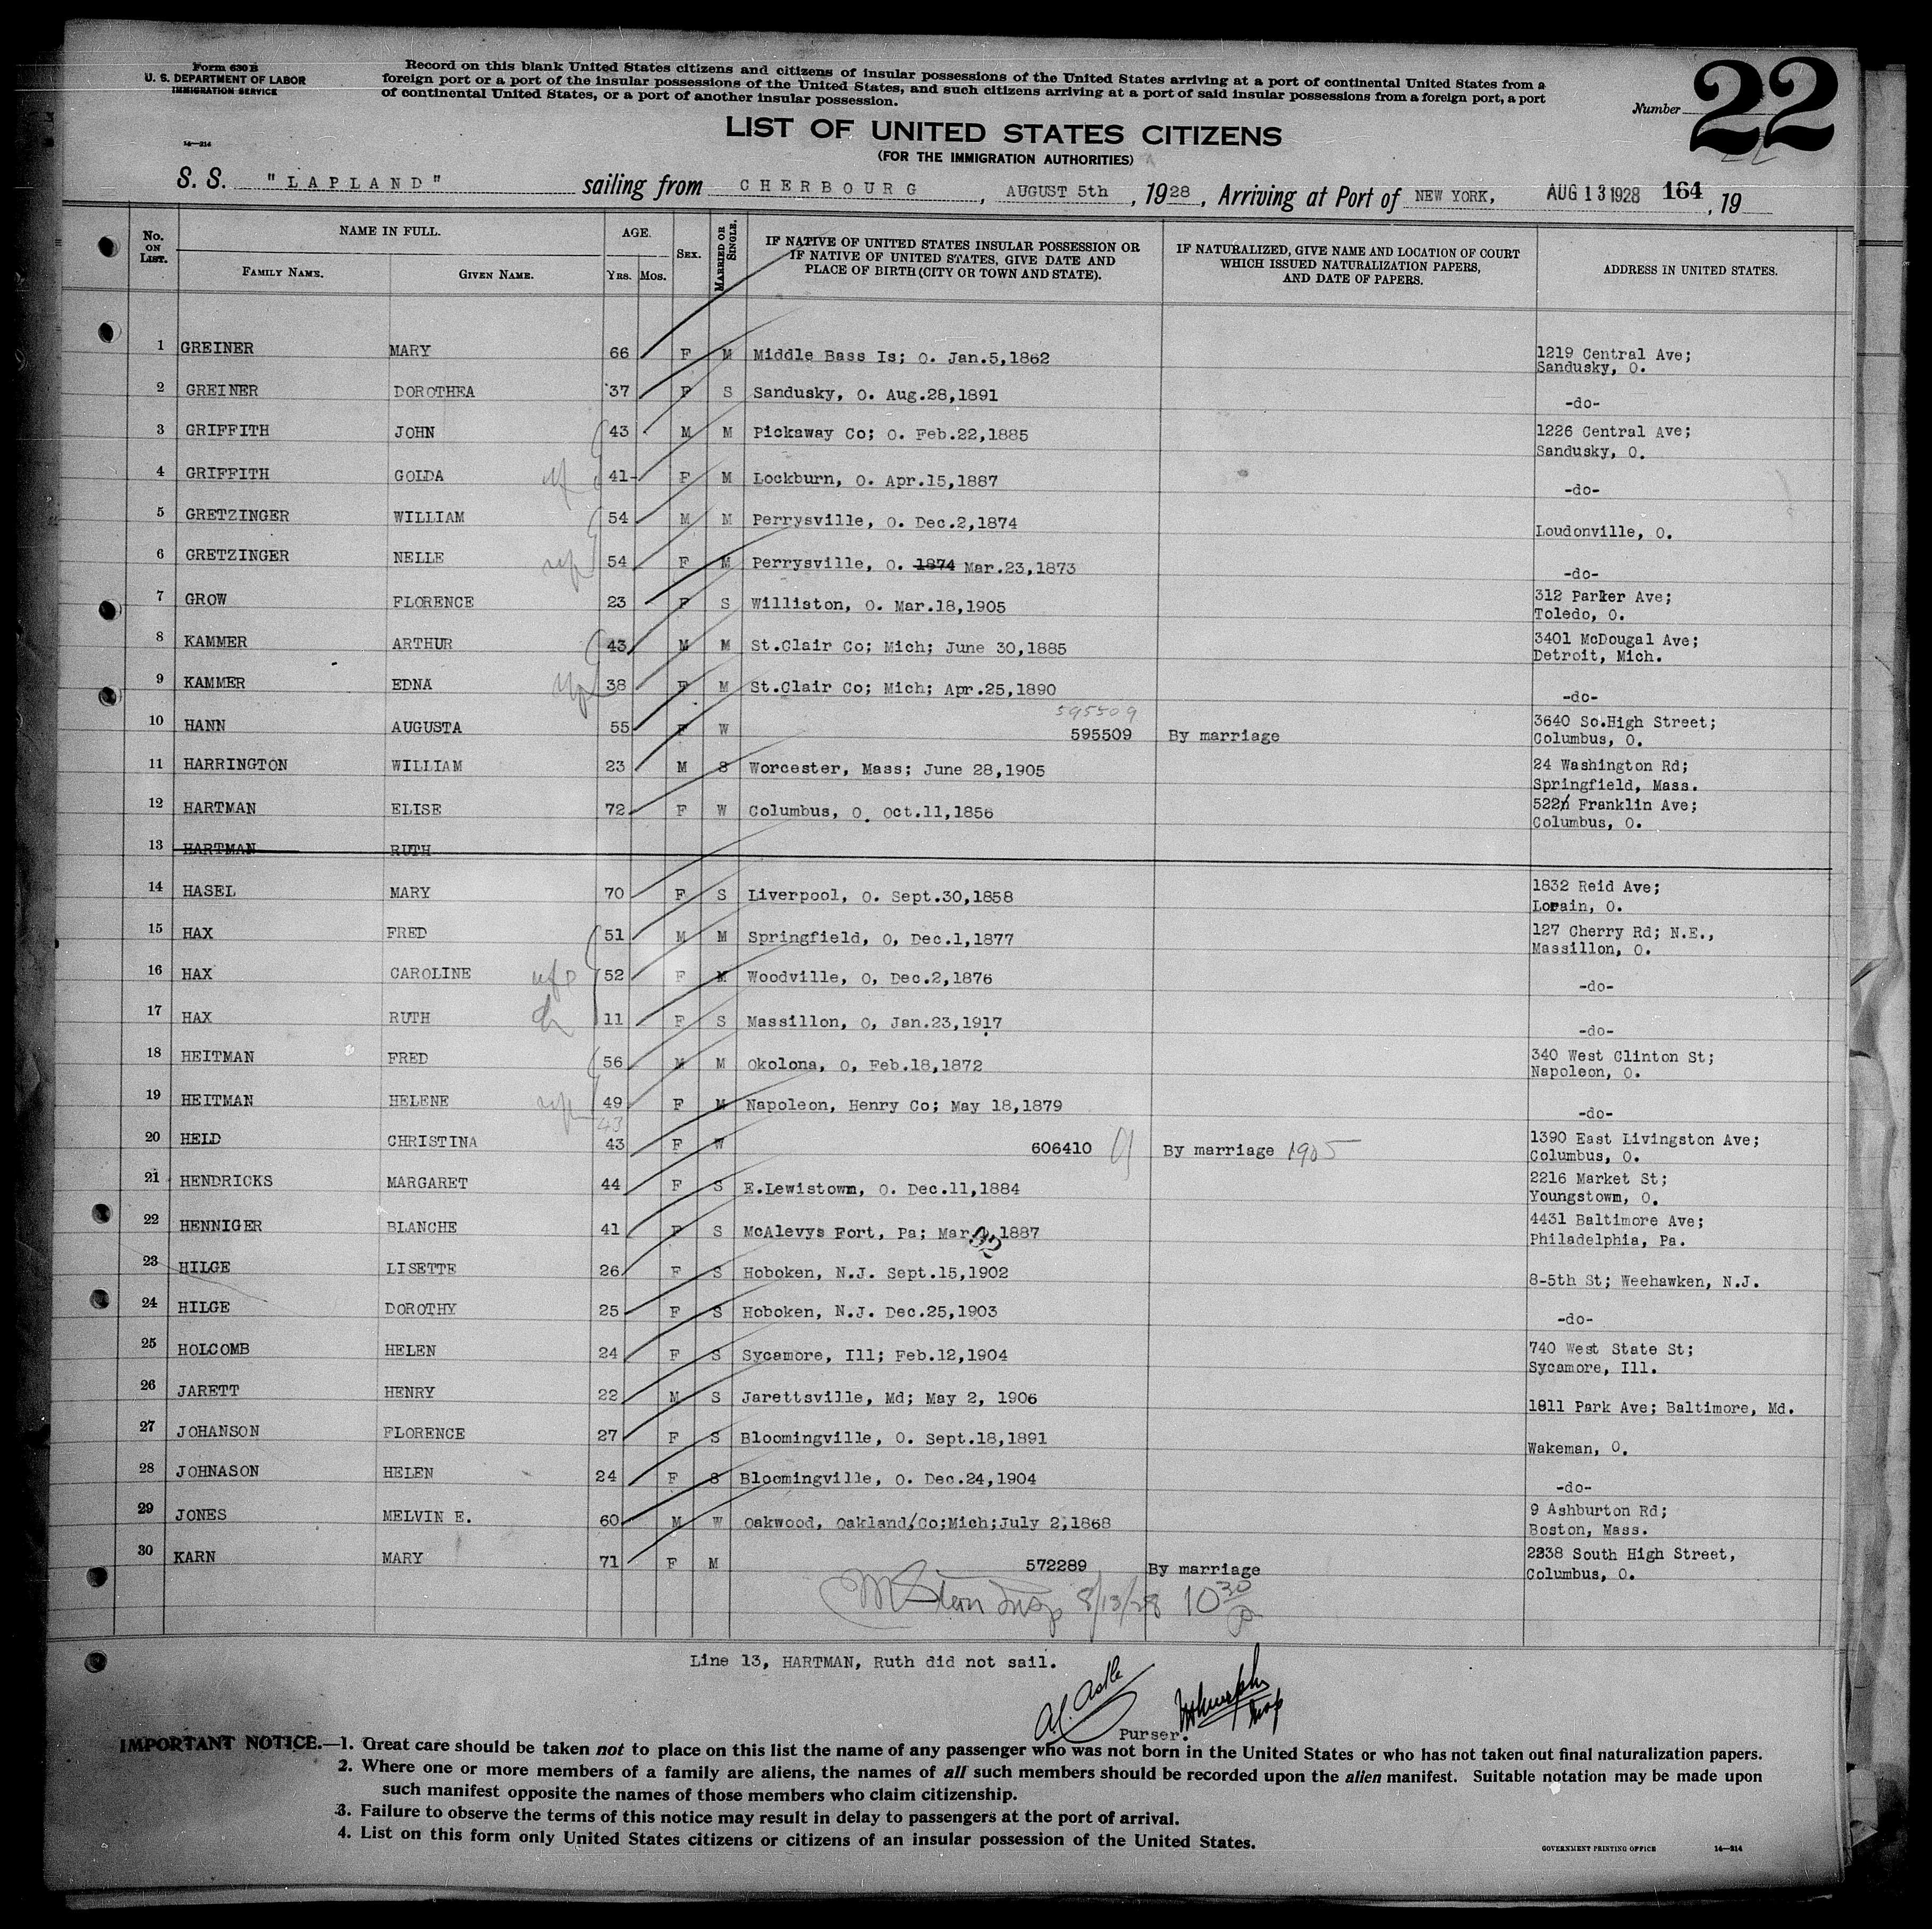 Form 630 B
U. S. DEPARTMENT OF LABOR
IMMIGRATION SERVICE
14—214
Record on this blank United States citizens and citizens of insular possessions of the United States arriving at a port of continental United States from a
foreign port or a port of the insular possessions of the United States, and such citizens arriving at a port of said insular possessions from a foreign port, a port
of continental United States, or a port of another insular possession.
Number 22
22
LIST OF UNITED STATES CITIZENS
(FOR THE IMMIGRATION AUTHORITIES)
S. S. "LAPLAND" sailing from CHERBOURG, AUGUST 5th, 1928, Arriving at Port of NEW YORK, AUG 13 1928 164, 19
No. ON LIST. NAME IN FULL. FAMILY NAME. GIVEN NAME. AGE. YRS. MOS. SEX. MARRIED OR SINGLE. IF NATIVE OF UNITED STATES INSULAR POSSESSION OR IF NATIVE OF UNITED STATES, GIVE DATE AND PLACE OF BIRTH (CITY OR TOWN AND STATE). IF NATURALIZED, GIVE NAME AND LOCATION OF COURT WHICH ISSUED NATURALIZATION PAPERS, AND DATE OF PAPERS. ADDRESS IN UNITED STATES.
1 GREINER MARY 66 F M Middle Bass Is; O. Jan.5,1862 1219 Central Ave;
Sandusky, O.
2 GREINER DOROTHEA 37 F S Sandusky, O. Aug.28,1891 -do-
3 GRIFFITH JOHN 43 M M Pickaway Co; O. Feb.22,1885 1226 Central Ave;
Sandusky, O.
4 GRIFFITH GOLDA 41 F M Lockburn, O. Apr.15,1887 -do-
5 GRETZINGER WILLIAM 54 M M Perrysville, O. Dec.2,1874 Loudonville, O.
6 GRETZINGER NELLE 54 F M Perrysville, O. 1874 Mar.23,1873 -do-
7 GROW FLORENCE 23 F S Williston, O. Mar.18,1905 312 Parker Ave;
Toledo, O.
8 KAMMER ARTHUR 43 M M St.Clair Co; Mich; June 30,1885 3401 McDougal Ave;
Detroit, Mich.
9 KAMMER EDNA 38 F M St.Clair Co; Mich; Apr.25,1890 -do-
595509
10 HANN AUGUSTA 55 F W 595509 By marriage 3640 So.High Street;
Columbus, O.
11 HARRINGTON WILLIAM 23 M S Worcester, Mass; June 28,1905 24 Washington Rd;
Springfield, Mass.
12 HARTMAN ELISE 72 F W Columbus, O. Oct.11,1856 522 Franklin Ave;
Columbus, O.
13 HARTMAN RUTH
14 HASEL MARY 70 F S Liverpool, O. Sept.30,1858 1832 Reid Ave;
Lorain, O.
15 HAX FRED 51 M M Springfield, O, Dec.1,1877 127 Cherry Rd; N.E.,
Massillon, O.
16 HAX CAROLINE 52 F M Woodville, O, Dec.2,1876 -do-
17 HAX RUTH 11 F S Massillon, O, Jan.23,1917 -do-
18 HEITMAN FRED 56 M M Okolona, O, Feb.18,1872 340 West Clinton St;
Napoleon, O.
19 HEITMAN HELENE 49 F M Napoleon, Henry Co; May 18,1879 -do-
43
20 HELD CHRISTINA 43 F W 606410 By marriage 1905 1390 East Livingston Ave;
Columbus, O.
21 HENDRICKS MARGARET 44 F S E.Lewistown, O. Dec.11,1884 2216 Market St;
Youngstown, O.
22 HENNIGER BLANCHE 41 F S McAlevys Fort, Pa; Mar 1887 4431 Baltimore Ave;
Philadelphia, Pa.
23 HILGE LISETTE 26 F S Hoboken, N.J. Sept.15,1902 8-5th St; Weehawken, N.J.
24 HILGE DOROTHY 25 F S Hoboken, N.J. Dec.25,1903 -do-
25 HOLCOMB HELEN 24 F S Sycamore, Ill; Feb.12,1904 740 West State St;
Sycamore, Ill.
26 JARETT HENRY 22 M S Jarettsville, Md; May 2, 1906 1811 Park Ave; Baltimore, Md.
27 JOHANSON FLORENCE 27 F S Bloomingville, O. Sept.18,1891 Wakeman, O.
28 JOHNASON HELEN 24 F S Bloomingville, O. Dec.24,1904 -do-
29 JONES MELVIN E. 60 M W Oakwood, Oakland/Co;Mich;July 2,1868 9 Ashburton Rd;
Boston, Mass.
30 KARN MARY 71 F M 572289 By marriage 2238 South High Street,
Columbus, O.
M Stern Insp 8/13/28 10 30
Line 13, HARTMAN, Ruth did not sail.
Purser.
IMPORTANT NOTICE.—1. Great care should be taken not to place on this list the name of any passenger who was not born in the United States or who has not taken out final naturalization papers.
2. Where one or more members of a family are aliens, the names of all such members should be recorded upon the alien manifest. Suitable notation may be made upon
such manifest opposite the names of those members who claim citizenship.
3. Failure to observe the terms of this notice may result in delay to passengers at the port of arrival.
4. List on this form only United States citizens or citizens of an insular possession of the United States.
GOVERNMENT PRINTING OFFICE 14—214